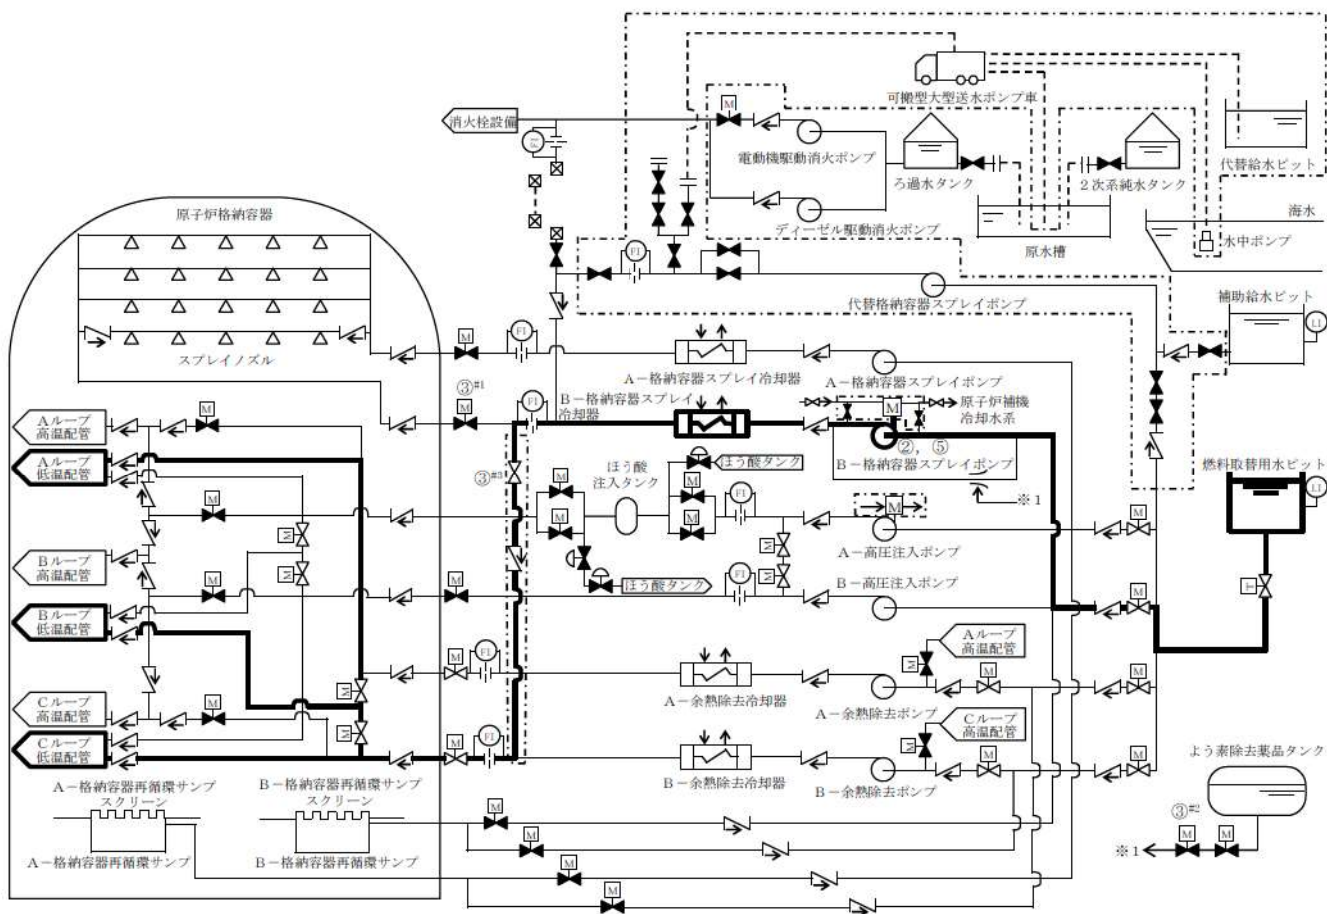 可搬型大型送水ポンプ車
消火栓設備
M
FI
電動機駆動消火ポンプ
ろ過水タンク
2次系純水タンク
代替給水ピット
ディーゼル駆動消火ポンプ
原水槽
海水
水中ポンプ
原子炉格納容器
スプレイノズル
FI
代替格納容器スプレイポンプ
補助給水ピット
LI
M
FI
A-格納容器スプレイ冷却器
A-格納容器スプレイポンプ
③#1
M
FI
B-格納容器スプレイ
冷却器
M
原子炉補機
冷却水系
②, ⑤
B-格納容器スプレイポンプ
※1
燃料取替用水ピット
LI
T
Aループ
高温配管
M
Aループ
低温配管
③#3
ほう酸
注入タンク
ほう酸タンク
M
M
M
M
M
FI
M
A-高圧注入ポンプ
M
M
M
M
Bループ
高温配管
ほう酸タンク
M
B-高圧注入ポンプ
Bループ
低温配管
M
M
FI
M
Aループ
高温配管
M
FI
M
M
M
A-余熱除去冷却器
A-余熱除去ポンプ
M
Cループ
高温配管
M
Cループ
高温配管
Cループ
低温配管
M
M
FI
M
M
M
B-余熱除去冷却器
B-余熱除去ポンプ
よう素除去薬品タンク
A-格納容器再循環サンプ
スクリーン
B-格納容器再循環サンプ
スクリーン
A-格納容器再循環サンプ
B-格納容器再循環サンプ
M
M
M
M
③#2
M
M
※1